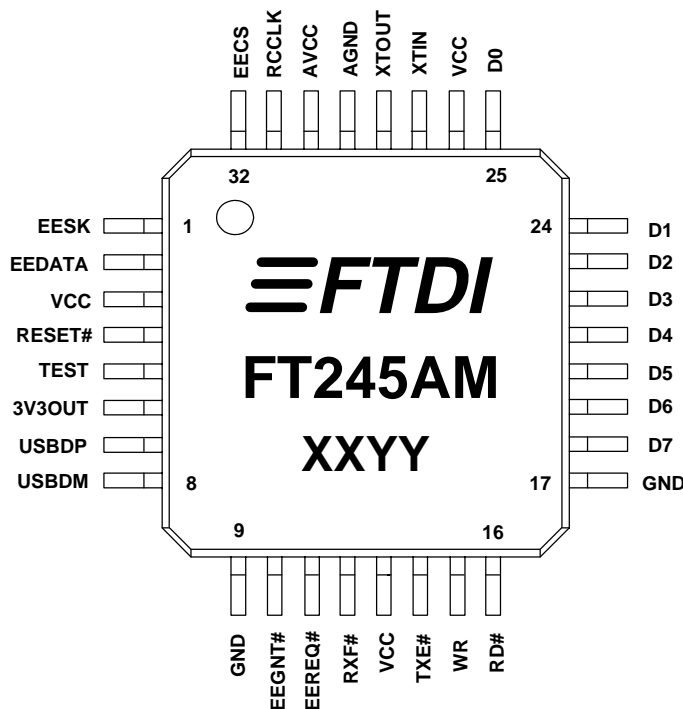 EECS
RCCLK
AVCC
AGND
XTOUT
XTIN
VCC
D0
32
25
EESK
EEDATA
VCC
RESET#
TEST
3V3OUT
USBDP
USBDM
1
24
FTDI
FT245AM
XXYY
8
17
9
16
D1
D2
D3
D4
D5
D6
D7
GND
GND
EEGNT#
EEREQ#
RXF#
VCC
TXE#
WR
RD#